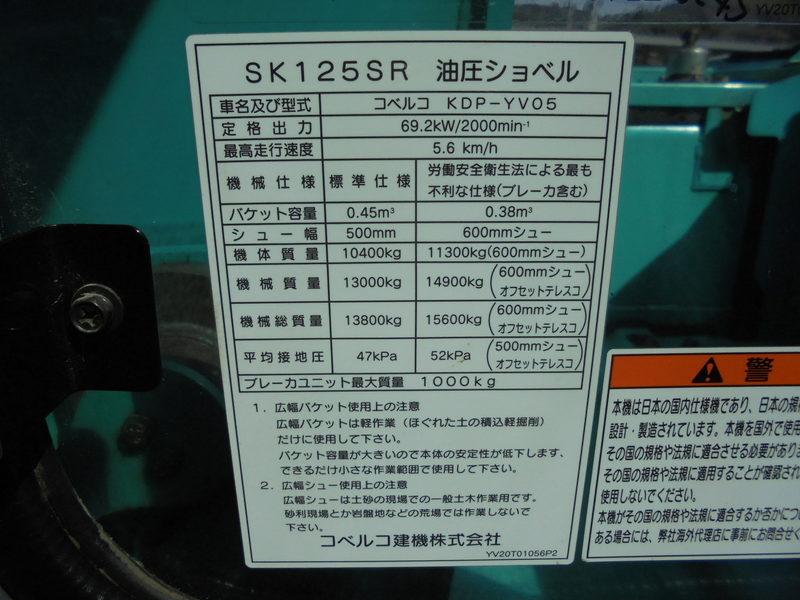 YV20T0
SK125SR 油圧ショベル
車名及び型式 コベルコ KDP-YV05
定格出力 69.2kW/2000min⁻¹
最高走行速度 5.6 km/h
機械仕様 標準仕様 労働安全衛生法による最も
不利な仕様(ブレーカ含む)
バケット容量 0.45m³ 0.38m³
シュー幅 500mm 600mmシュー
機体質量 10400kg 11300kg(600mmシュー)
機械質量 13000kg 14900kg (600mmシュー
オフセットテレスコ)
機械総質量 13800kg 15600kg (600mmシュー
オフセットテレスコ)
平均接地圧 47kPa 52kPa (500mmシュー
オフセットテレスコ)
ブレーカユニット最大質量 1000kg
1. 広幅バケット使用上の注意
広幅バケットは軽作業(ほぐれた土の積込軽掘削)
だけに使用して下さい。
バケット容量が大きいので本体の安定性が低下します、
できるだけ小さな作業範囲で使用して下さい。
2. 広幅シュー使用上の注意
広幅シューは土砂の現場での一般土木作業用です。
砂利現場とか岩盤地などの荒場では作業しないで
下さい。
コベルコ建機株式会社
YV20T01056P2
警
本機は日本の国内仕様機であり、日本の規
設計・製造されています。本機を国外で使用
その国の規格や法規に適合させる必要があり
その国の規格や法規に適用することが確認され
使用しないでください。
本機がその国の規格や法規に適合するか否かについ
ある場合には、弊社海外代理店に事前にお問合せく